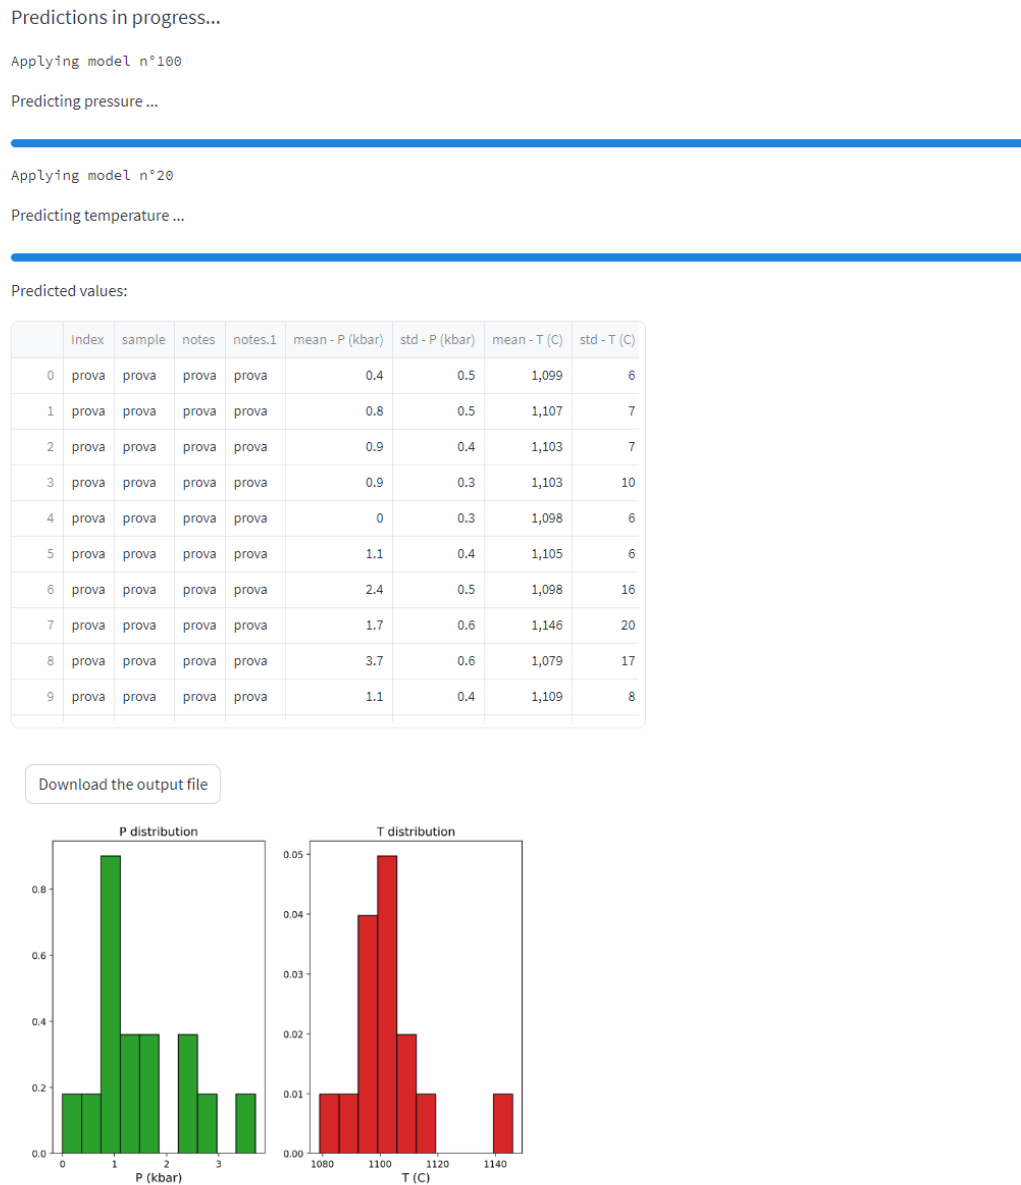 Predictions in progress...
Applying model n°100
Predicting pressure ...
Applying model n°20
Predicting temperature ...
Predicted values:
Index sample notes notes.1 mean - P (kbar) std - P (kbar) mean - T (C) std - T (C)
0 prova prova prova prova 0.4 0.5 1,099 6
1 prova prova prova prova 0.8 0.5 1,107 7
2 prova prova prova prova 0.9 0.4 1,103 7
3 prova prova prova prova 0.9 0.3 1,103 10
4 prova prova prova prova 0 0.3 1,098 6
5 prova prova prova prova 1.1 0.4 1,105 6
6 prova prova prova prova 2.4 0.5 1,098 16
7 prova prova prova prova 1.7 0.6 1,146 20
8 prova prova prova prova 3.7 0.6 1,079 17
9 prova prova prova prova 1.1 0.4 1,109 8
Download the output file
P distribution
0.8
0.6
0.4
0.2
0.0
0 1 2 3
P (kbar)
T distribution
0.05
0.04
0.03
0.02
0.01
0.00
1080 1100 1120 1140
T (C)